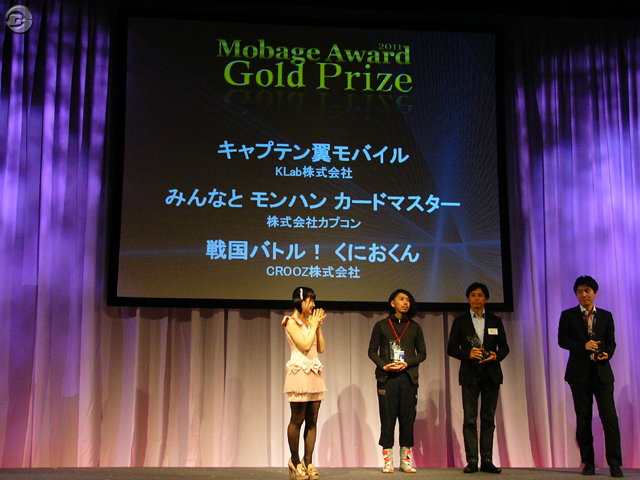 Mobage Award
2011
Gold Prize
キャプテン翼モバイル
KLab株式会社
みんなと モンハン カードマスター
株式会社カプコン
戦国バトル! くにおくん
CROOZ株式会社